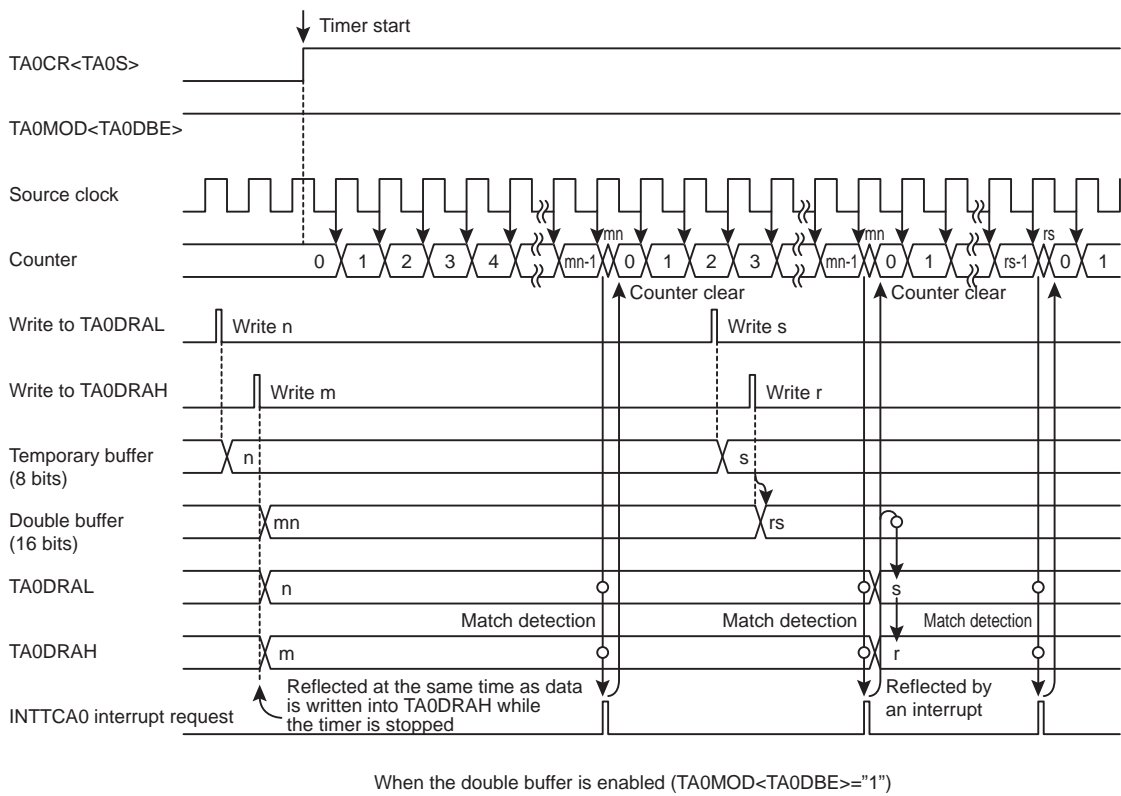 Timer start
TA0CR<TA0S>
TA0MOD<TA0DBE>
Source clock
mn mn rs
Counter 0 1 2 3 4 mn-1 0 1 2 3 mn-1 0 1 rs-1 0 1
Counter clear Counter clear
Write to TA0DRAL Write n Write s
Write to TA0DRAH Write m Write r
Temporary buffer n s
(8 bits)
Double buffer mn rs
(16 bits)
TA0DRAL n s
Match detection Match detection Match detection
TA0DRAH m r
Reflected at the same time as data
is written into TA0DRAH while
the timer is stopped
Reflected by
an interrupt
INTTCA0 interrupt request
When the double buffer is enabled (TA0MOD<TA0DBE>=”1”)